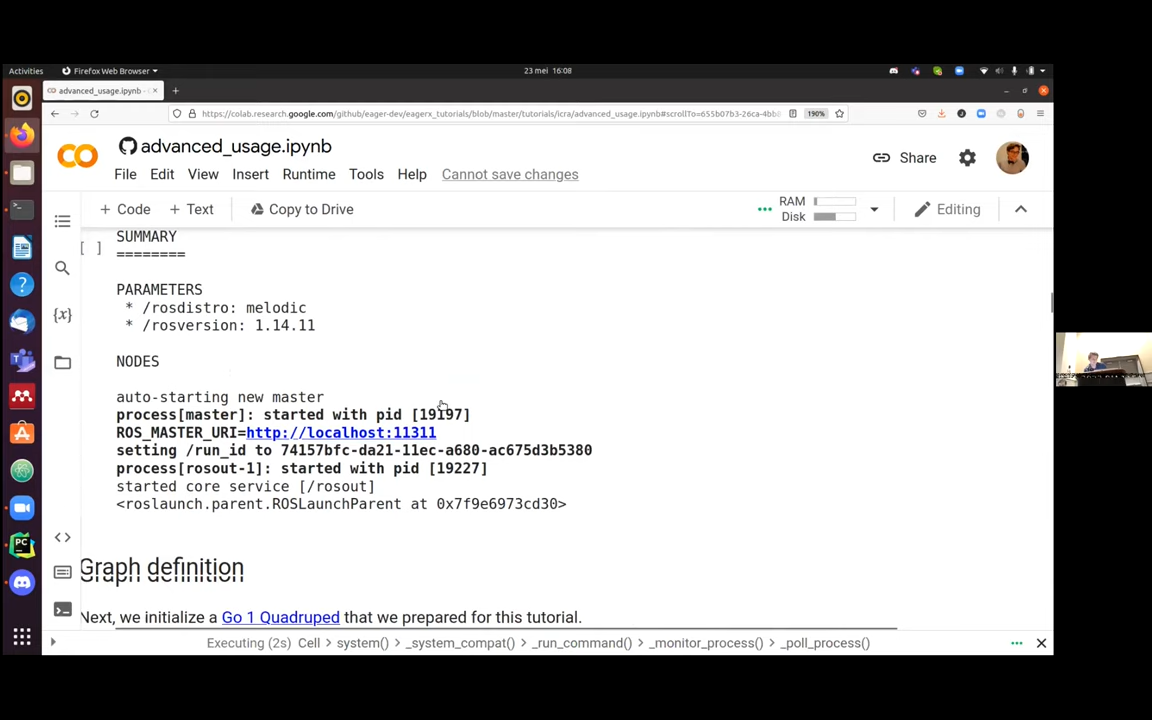 Activities
Firefox Web Browser
23 mei 16:08
advanced_usage.ipynb -
https://colab.research.google.com/github/eager-dev/eagerx_tutorials/blob/master/tutorials/icra/advanced_usage.ipynb#scrollTo=655b07b3-26ca-4bb8
190%
advanced_usage.ipynb
Share
File Edit View Insert Runtime Tools Help Cannot save changes
+ Code + Text Copy to Drive
RAM
Disk
Editing
SUMMARY
========
[ ]
PARAMETERS
* /rosdistro: melodic
* /rosversion: 1.14.11
NODES
auto-starting new master
process[master]: started with pid [19197]
ROS_MASTER_URI=http://localhost:11311
setting /run_id to 74157bfc-da21-11ec-a680-ac675d3b5380
process[rosout-1]: started with pid [19227]
started core service [/rosout]
<roslaunch.parent.ROSLaunchParent at 0x7f9e6973cd30>
Graph definition
Next, we initialize a Go 1 Quadruped that we prepared for this tutorial.
Executing (2s) Cell > system() > _system_compat() > _run_command() > _monitor_process() > _poll_process()